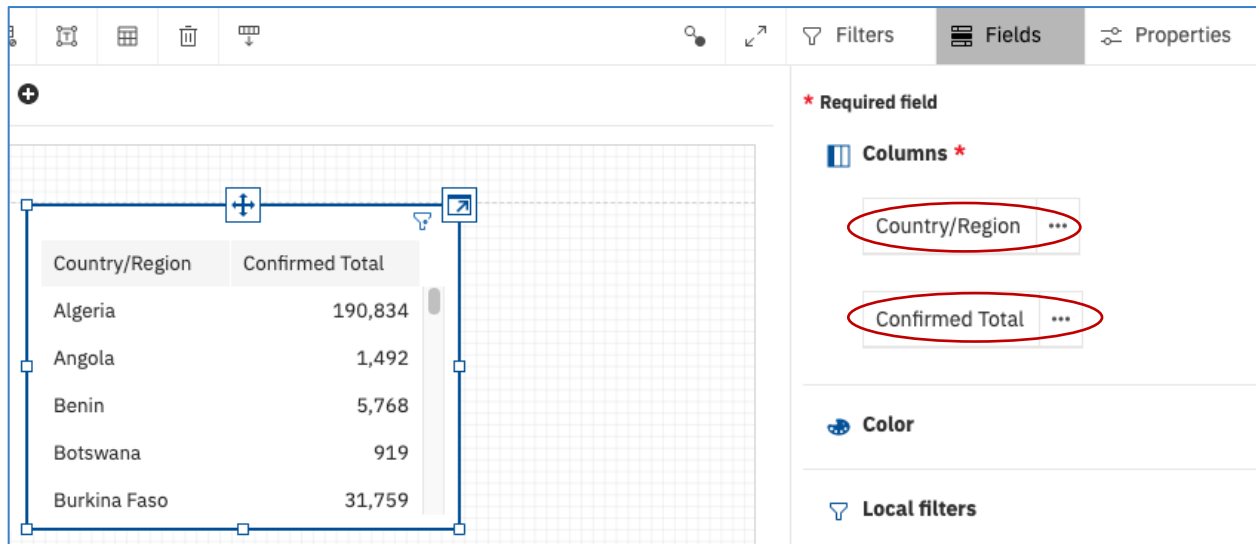 Filters Fields Properties
* Required field
Columns *
Country/Region ...
Confirmed Total ...
Color
Local filters
Country/Region Confirmed Total
Algeria 190,834
Angola 1,492
Benin 5,768
Botswana 919
Burkina Faso 31,759